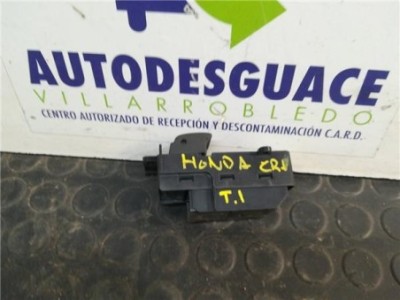 AUTODESGUACE
VILLARROBLEDO
CENTRO AUTORIZADO DE RECEPCIÓN Y DESCONTAMINACIÓN C.A.R.D.
HONDA CRV
T.I